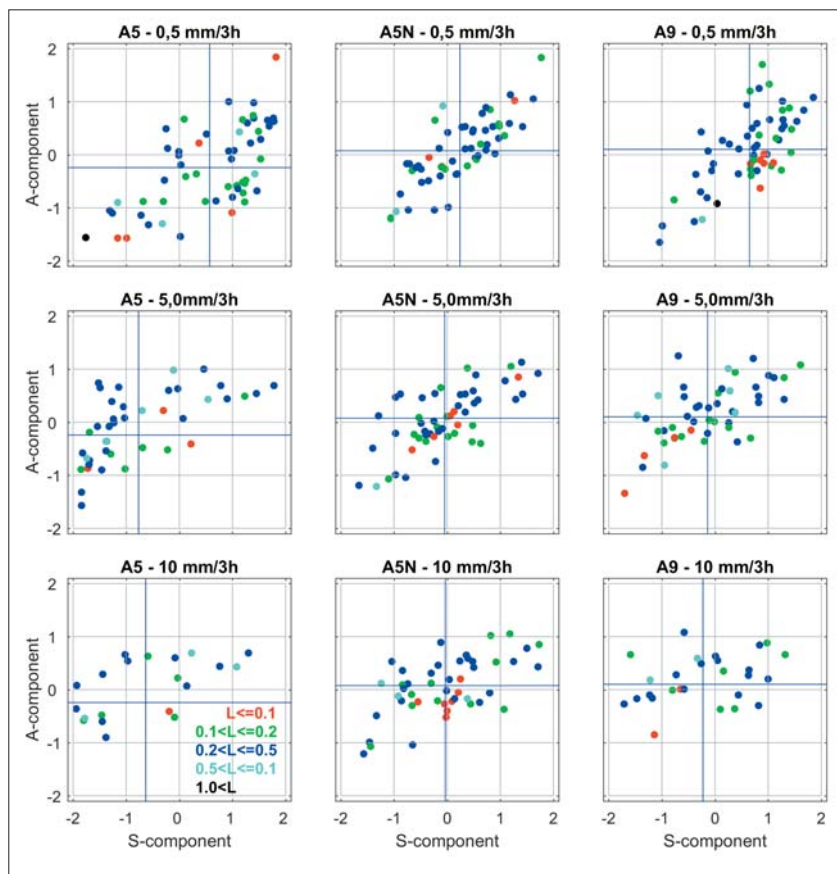 A5 - 0,5 mm/3h A5N - 0,5 mm/3h A9 - 0,5 mm/3h
2
1
0
-1
-2
A-component
A5 - 5,0mm/3h A5N - 5,0mm/3h A9 - 5,0mm/3h
2
1
0
-1
-2
A-component
A5 - 10 mm/3h A5N - 10 mm/3h A9 - 10 mm/3h
2
1
0
-1
-2
A-component
L<=0.1
0.1<L<=0.2
0.2<L<=0.5
0.5<L<=0.1
1.0<L
-2 -1 0 1 2 -2 -1 0 1 2 -2 -1 0 1 2
S-component S-component S-component